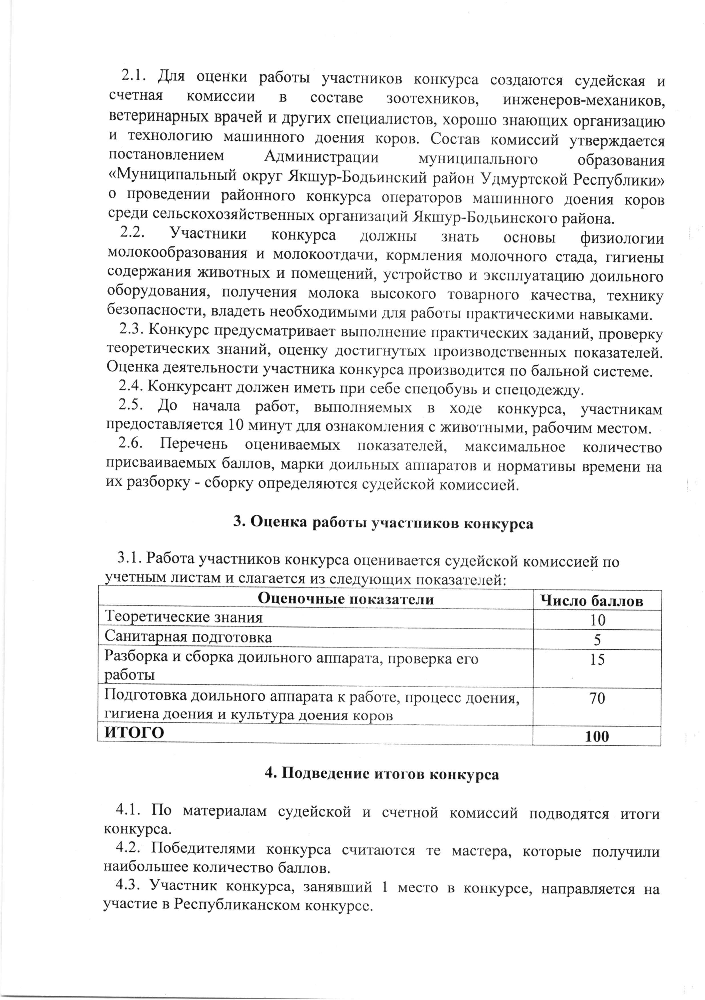 2.1. Для оценки работы участников конкурса создаются судейская и
счетная комиссии в составе зоотехников, инженеров-механиков,
ветеринарных врачей и других специалистов, хорошо знающих организацию
и технологию машинного доения коров. Состав комиссий утверждается
постановлением Администрации муниципального образования
«Муниципальный округ Якшур-Бодьинский район Удмуртской Республики»
о проведении районного конкурса операторов машинного доения коров
среди сельскохозяйственных организаций Якшур-Бодьинского района.
2.2. Участники конкурса должны знать основы физиологии
молокообразования и молокоотдачи, кормления молочного стада, гигиены
содержания животных и помещений, устройство и эксплуатацию доильного
оборудования, получения молока высокого товарного качества, технику
безопасности, владеть необходимыми для работы практическими навыками.
2.3. Конкурс предусматривает выполнение практических заданий, проверку
теоретических знаний, оценку достигнутых производственных показателей.
Оценка деятельности участника конкурса производится по бальной системе.
2.4. Конкурсант должен иметь при себе спецобувь и спецодежду.
2.5. До начала работ, выполняемых в ходе конкурса, участникам
предоставляется 10 минут для ознакомления с животными, рабочим местом.
2.6. Перечень оцениваемых показателей, максимальное количество
присваиваемых баллов, марки доильных аппаратов и нормативы времени на
их разборку - сборку определяются судейской комиссией.
3. Оценка работы участников конкурса
3.1. Работа участников конкурса оценивается судейской комиссией по
учетным листам и слагается из следующих показателей:
Оценочные показатели Число баллов
Теоретические знания 10
Санитарная подготовка 5
Разборка и сборка доильного аппарата, проверка его 15
работы
Подготовка доильного аппарата к работе, процесс доения, 70
гигиена доения и культура доения коров
ИТОГО 100
4. Подведение итогов конкурса
4.1. По материалам судейской и счетной комиссий подводятся итоги
конкурса.
4.2. Победителями конкурса считаются те мастера, которые получили
наибольшее количество баллов.
4.3. Участник конкурса, занявший 1 место в конкурсе, направляется на
участие в Республиканском конкурсе.